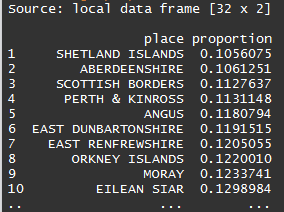 Source: local data frame [32 x 2]
place proportion
1 SHETLAND ISLANDS 0.1056075
2 ABERDEENSHIRE 0.1061251
3 SCOTTISH BORDERS 0.1127637
4 PERTH & KINROSS 0.1131148
5 ANGUS 0.1180794
6 EAST DUNBARTONSHIRE 0.1191515
7 EAST RENFREWSHIRE 0.1205055
8 ORKNEY ISLANDS 0.1220010
9 MORAY 0.1233741
10 EILEAN SIAR 0.1298984
.. ... ...